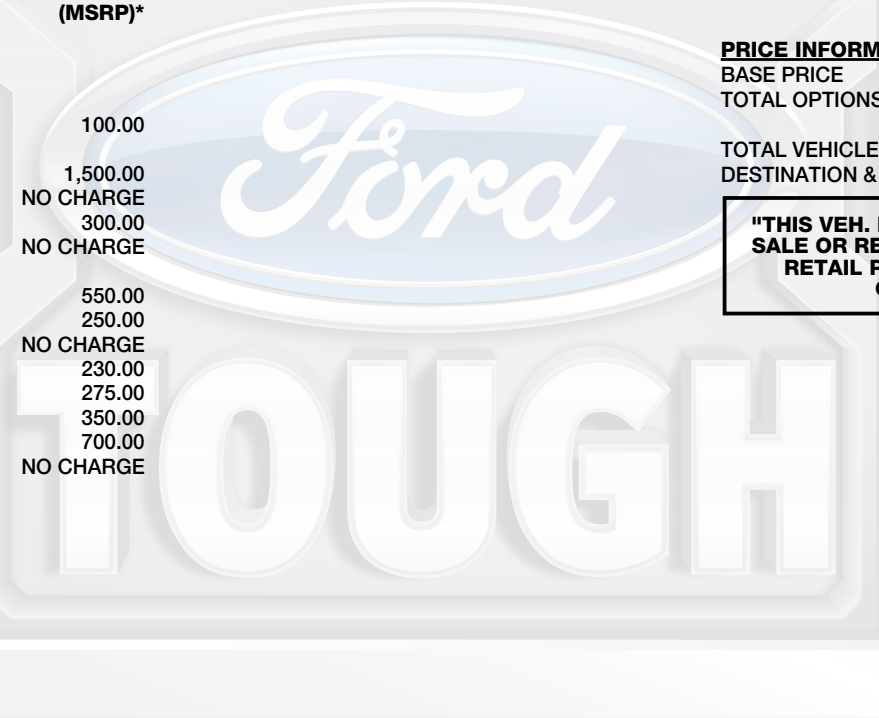 (MSRP)*
100.00
1,500.00
NO CHARGE
300.00
NO CHARGE
550.00
250.00
NO CHARGE
230.00
275.00
350.00
700.00
NO CHARGE
PRICE INFORM
BASE PRICE
TOTAL OPTIONS
TOTAL VEHICLE
DESTINATION &
"THIS VEH.
SALE OR RE
RETAIL P
Ford
TOUGH